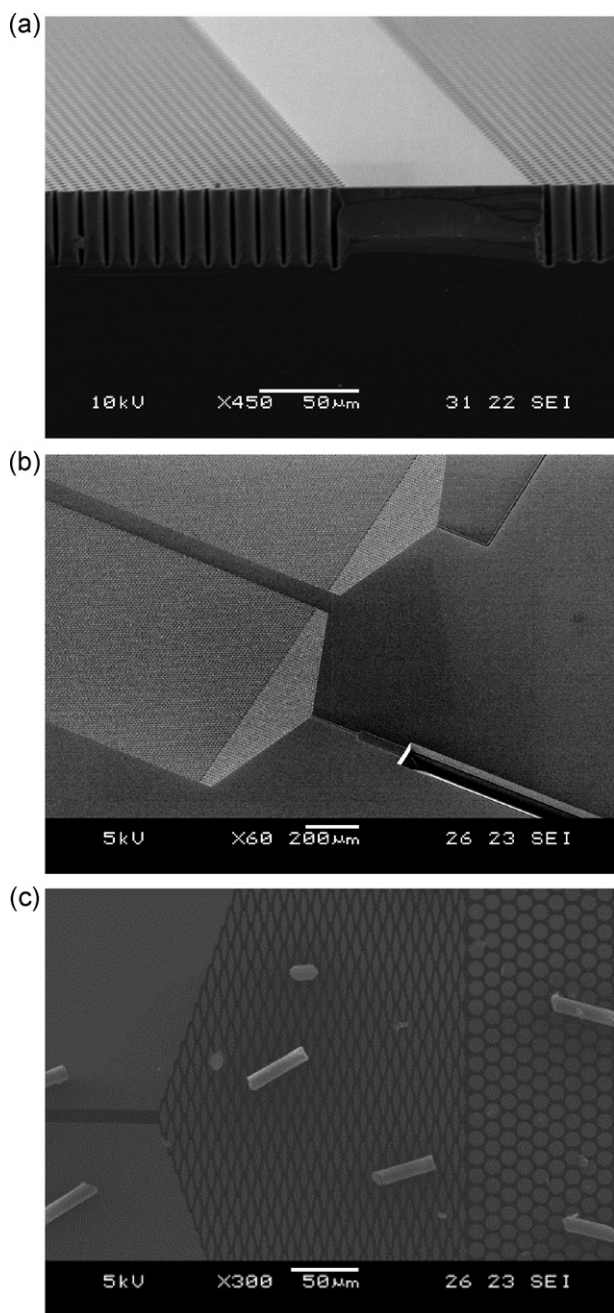 (a)
10kV X450 50μm 31 22 SEI
(b)
5kV X60 200μm 26 23 SEI
(c)
5kV X300 50μm 26 23 SEI